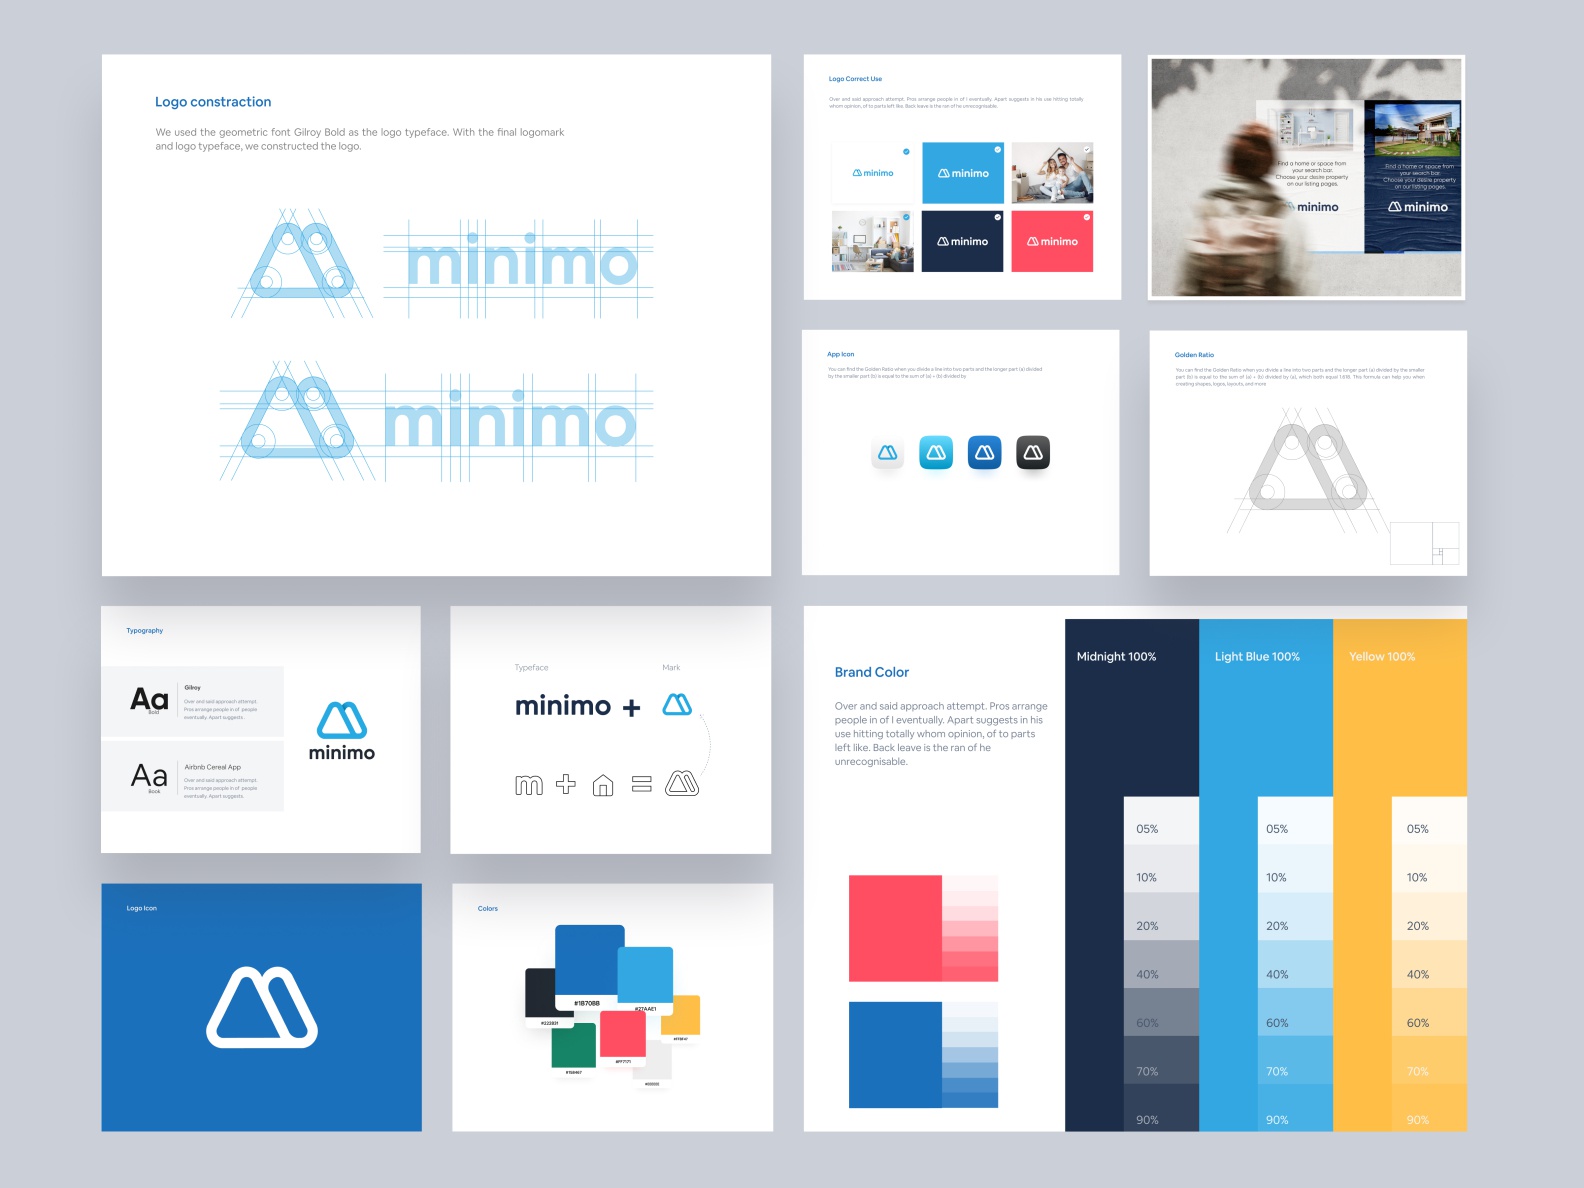 Logo constraction
We used the geometric font Gilroy Bold as the logo typeface. With the final logomark
and logo typeface, we constructed the logo.
minimo
minimo
Logo Correct Use
Over and said approach attempt. Pros arrange people in of I eventually. Apart suggests in his use hitting totally
whom opinion, of to parts left like. Back leave is the ran of he unrecognisable.
minimo
minimo
minimo
minimo
Find a home or space from
your search bar.
Choose your desire property
on our listing pages.
minimo
Find a home or space from
your search bar.
Choose your desire property
on our listing pages.
minimo
App Icon
You can find the Golden Ratio when you divide a line into two parts and the longer part (a) divided
by the smaller part (b) is equal to the sum of (a) + (b) divided by
Golden Ratio
You can find the Golden Ratio when you divide a line into two parts and the longer part (a) divided by the smaller
part (b) is equal to the sum of (a) + (b) divided by (a), which both equal 1.618. This formula can help you when
creating shapes, logos, layouts, and more
Typography
Aa
Bold
Gilroy
Over and said approach attempt.
Pros arrange people in of people
eventually. Apart suggests.
Aa
Book
Airbnb Cereal App
Over and said approach attempt.
Pros arrange people in of people
eventually. Apart suggests.
minimo
Typeface
Mark
minimo +
m + =
Brand Color
Over and said approach attempt. Pros arrange
people in of I eventually. Apart suggests in his
use hitting totally whom opinion, of to parts
left like. Back leave is the ran of he
unrecognisable.
Midnight 100%
05%
10%
20%
40%
60%
70%
90%
Light Blue 100%
05%
10%
20%
40%
60%
70%
90%
Yellow 100%
05%
10%
20%
40%
60%
70%
90%
Logo Icon
Colors
#1B70BB
#27AAE1
#FF7171